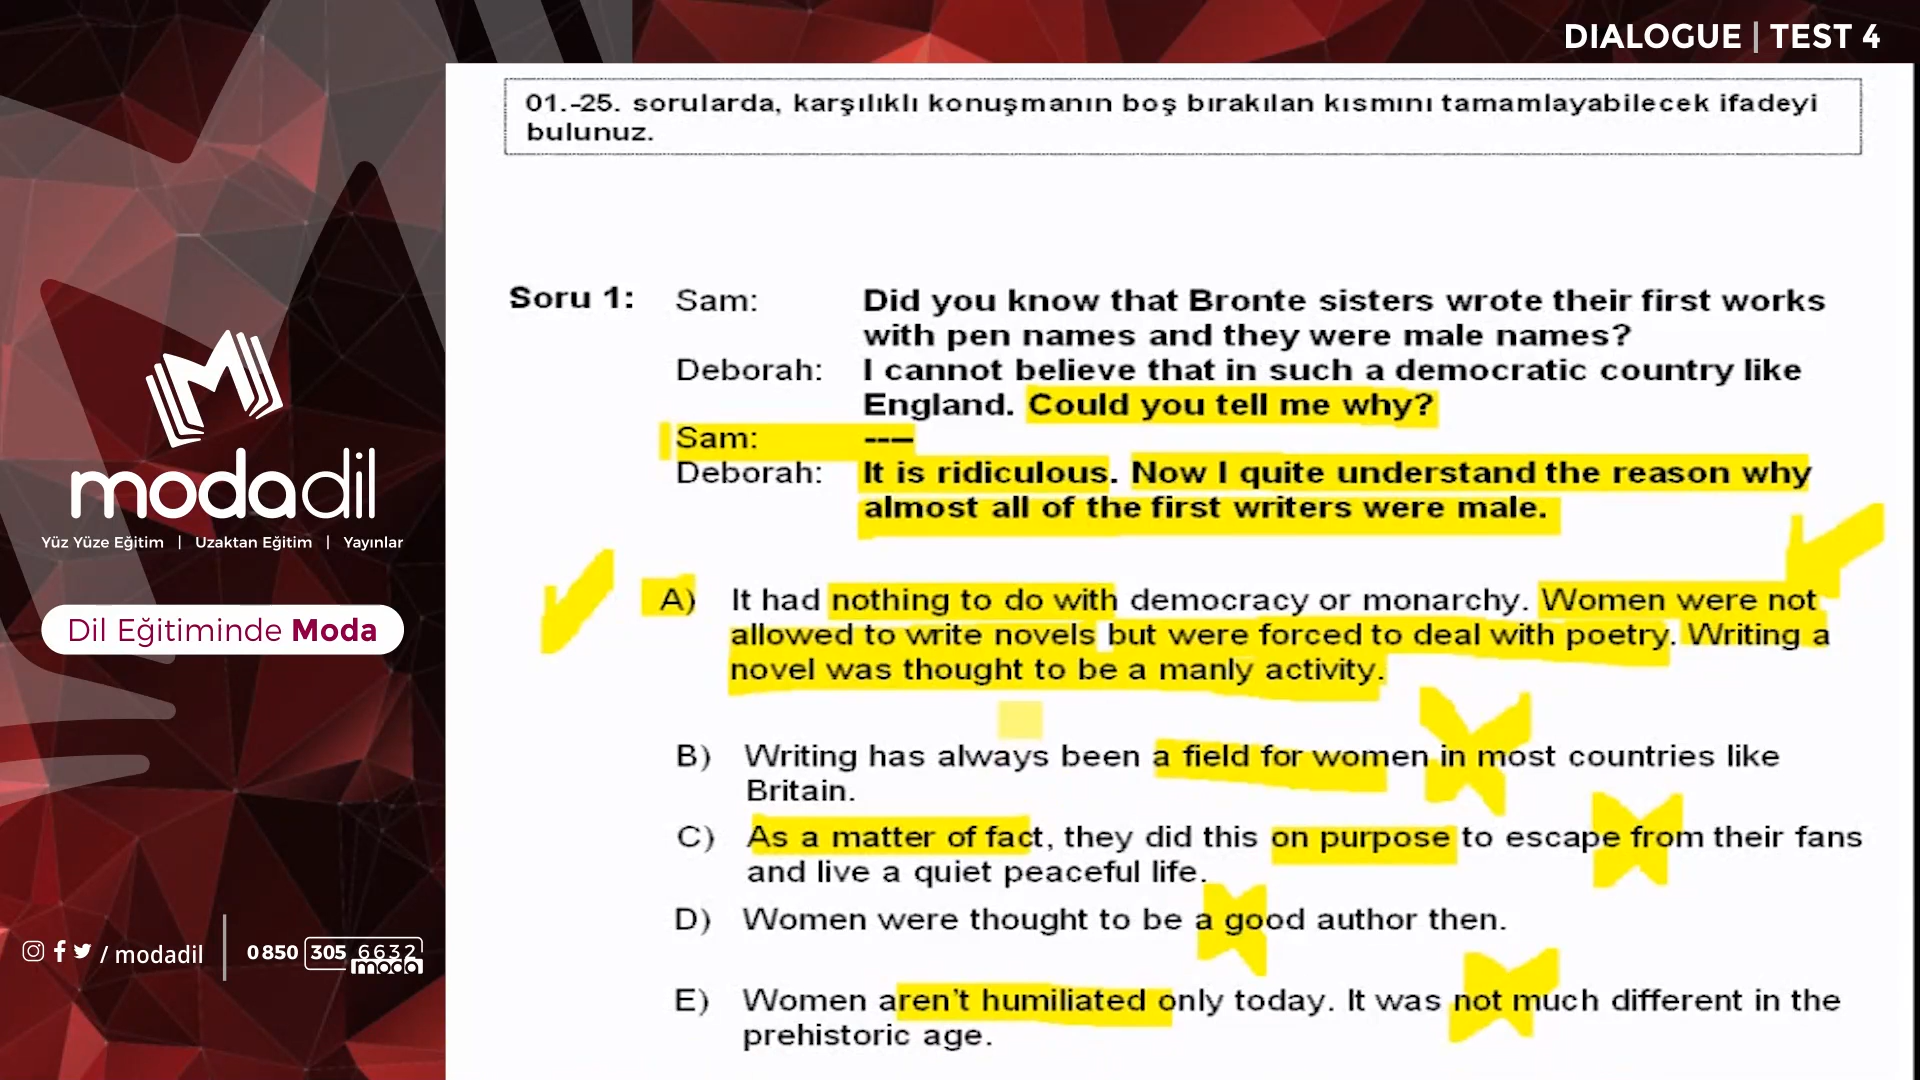 DIALOGUE | TEST 4
01.-25. sorularda, karşılıklı konuşmanın boş bırakılan kısmını tamamlayabilecek ifadeyi
bulunuz.
Soru 1: Sam: Did you know that Bronte sisters wrote their first works
with pen names and they were male names?
Deborah: I cannot believe that in such a democratic country like
England. Could you tell me why?
Sam: ----
Deborah: It is ridiculous. Now I quite understand the reason why
almost all of the first writers were male.
A) It had nothing to do with democracy or monarchy. Women were not
allowed to write novels but were forced to deal with poetry. Writing a
novel was thought to be a manly activity.
B) Writing has always been a field for women in most countries like
Britain.
C) As a matter of fact, they did this on purpose to escape from their fans
and live a quiet peaceful life.
D) Women were thought to be a good author then.
E) Women aren't humiliated only today. It was not much different in the
prehistoric age.
modadil
Yüz Yüze Eğitim | Uzaktan Eğitim | Yayınlar
Dil Eğitiminde Moda
/ modadil | 0850 305 6632
moda